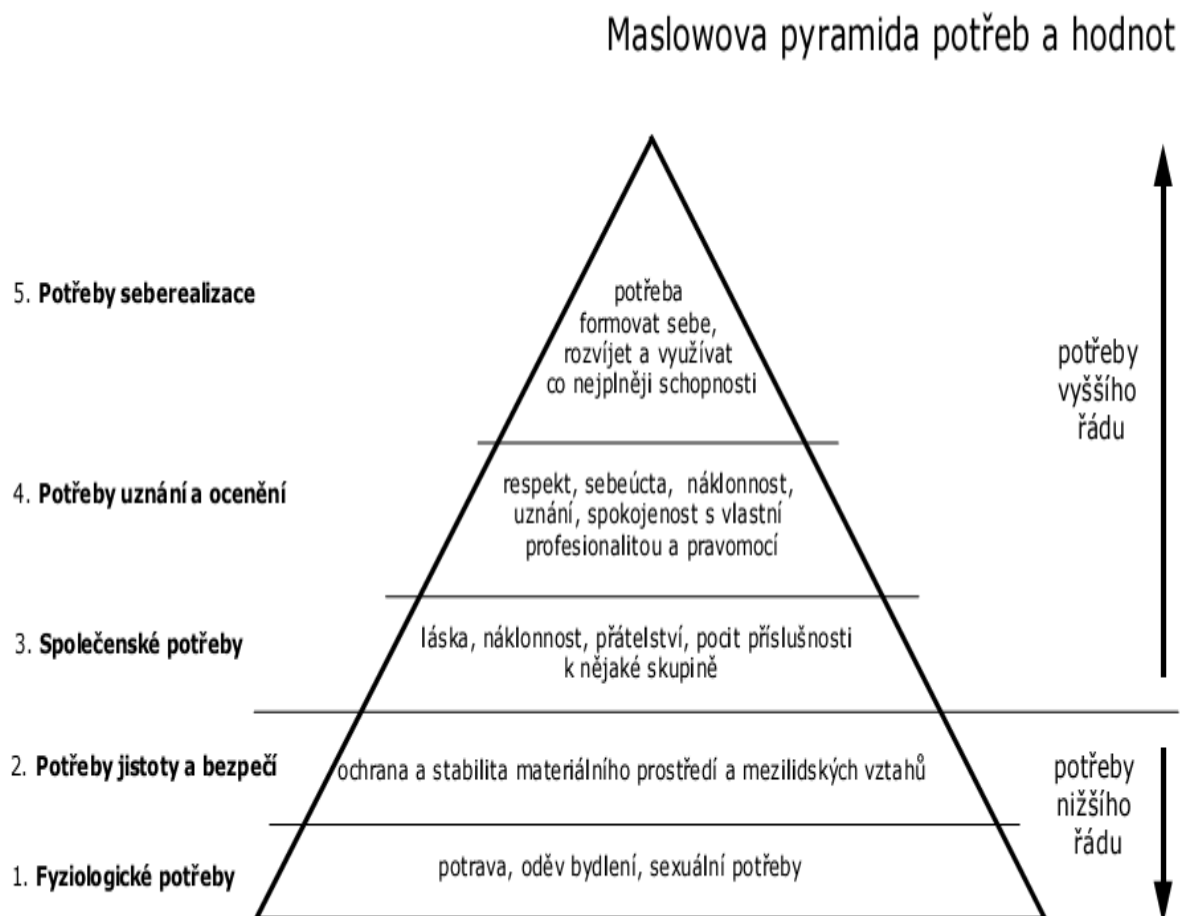 Maslowova pyramida potřeb a hodnot
5. Potřeby seberealizace
potřeba
formovat sebe,
rozvíjet a využívat
co nejplněji schopnosti
potřeby
vyššího
řádu
4. Potřeby uznání a ocenění
respekt, sebeúcta, náklonnost,
uznání, spokojenost s vlastní
profesionalitou a pravomocí
3. Společenské potřeby
láska, náklonnost, přátelství, pocit příslušnosti
k nějaké skupině
2. Potřeby jistoty a bezpečí
ochrana a stabilita materiálního prostředí a mezilidských vztahů
potřeby
nižšího
řádu
1. Fyziologické potřeby
potrava, oděv bydlení, sexuální potřeby